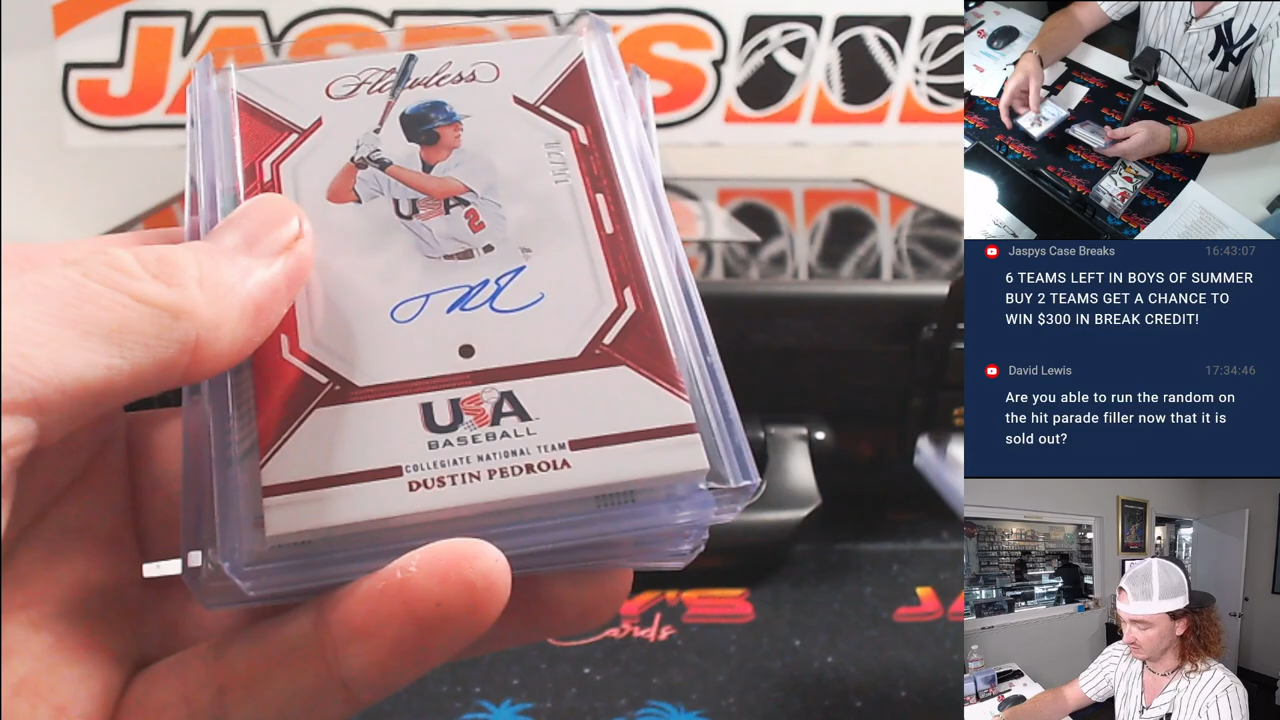 JASPYS
Flawless
USA
2
USA
BASEBALL
COLLEGIATE NATIONAL TEAM
DUSTIN PEDROIA
Jaspys Case Breaks 16:43:07
6 TEAMS LEFT IN BOYS OF SUMMER
BUY 2 TEAMS GET A CHANCE TO
WIN $300 IN BREAK CREDIT!
David Lewis 17:34:46
Are you able to run the random on
the hit parade filler now that it is
sold out?